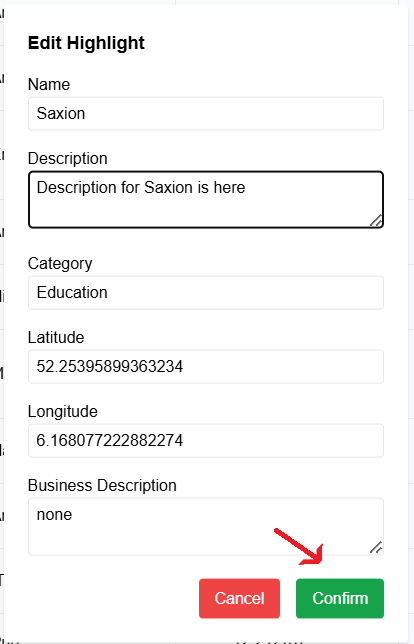 Edit Highlight
Name
Saxion
Description
Description for Saxion is here
Category
Education
Latitude
52.25395899363234
Longitude
6.168077222882274
Business Description
none
Cancel
Confirm